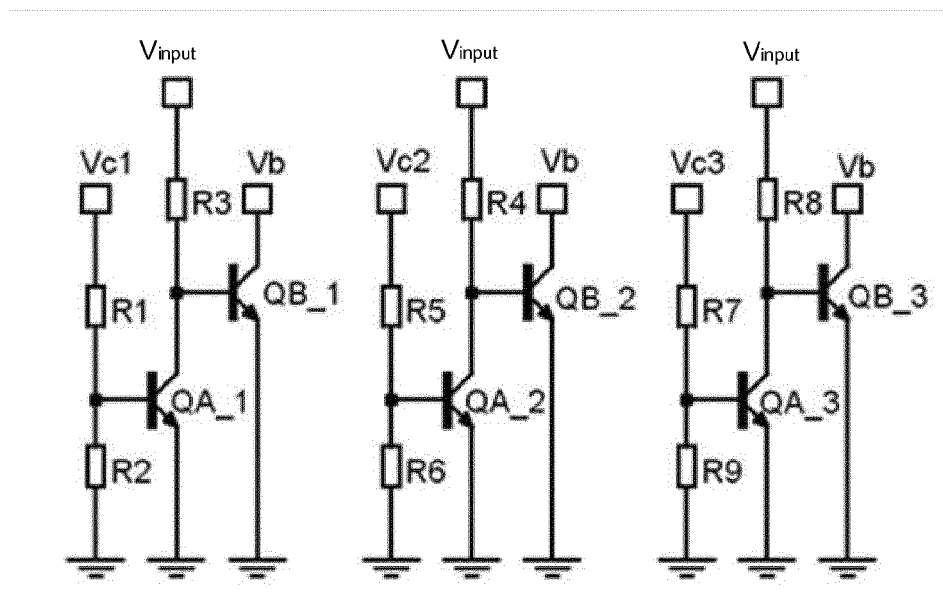 Vinput Vinput Vinput
Vc1 Vb Vc2 Vb Vc3 Vb
R3 R4 R8
R1 QB_1 R5 QB_2 R7 QB_3
QA_1 QA_2 QA_3
R2 R6 R9